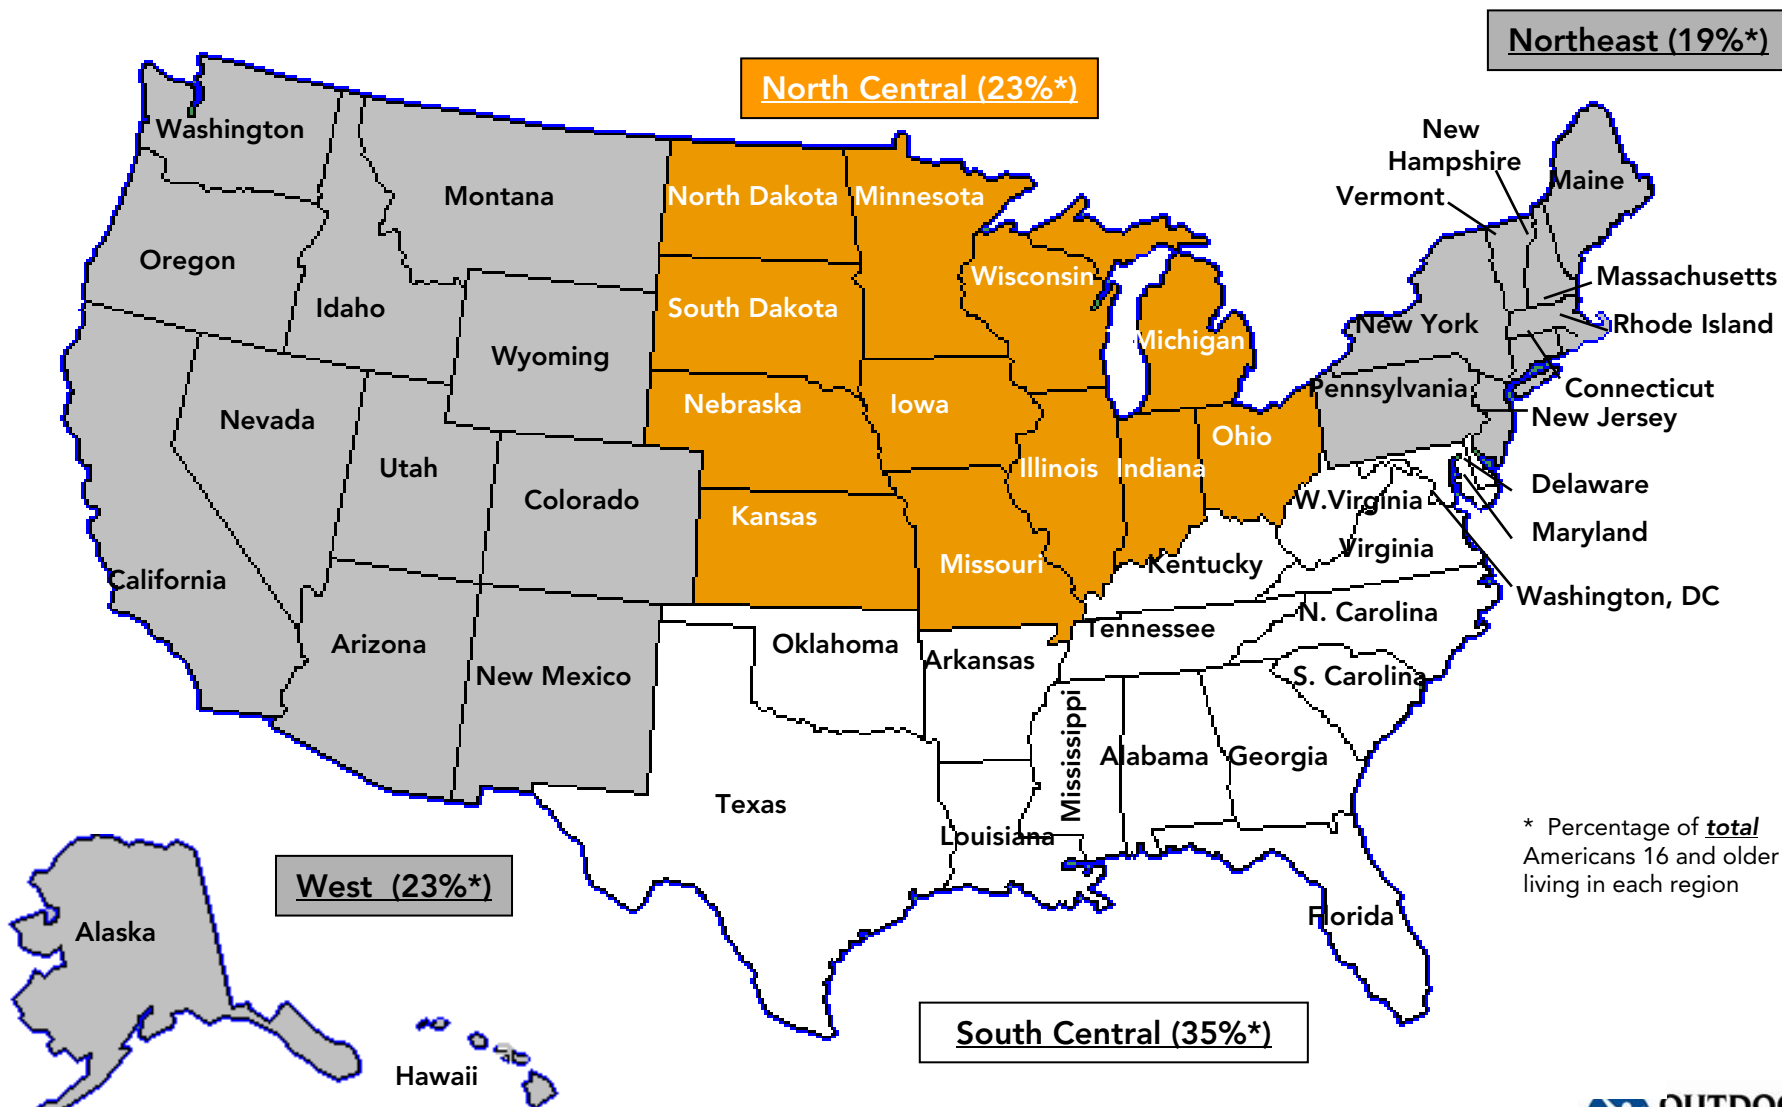 Northeast (19%*)
North Central (23%*)
Washington
New
Hampshire
Vermont
Maine
Montana
North Dakota
Minnesota
Oregon
Wisconsin
Massachusetts
Idaho
South Dakota
New York
Rhode Island
Wyoming
Michigan
Pennsylvania
Connecticut
Nevada
Nebraska
Iowa
New Jersey
Ohio
Utah
Illinois
Indiana
Colorado
Kansas
W.Virginia
Delaware
Maryland
Virginia
California
Missouri
Kentucky
Washington, DC
N. Carolina
Arizona
Oklahoma
Tennessee
Arkansas
New Mexico
S. Carolina
Mississippi
Alabama
Georgia
Texas
Louisiana
* Percentage of total
Americans 16 and older
living in each region
West (23%*)
Alaska
Florida
South Central (35%*)
Hawaii